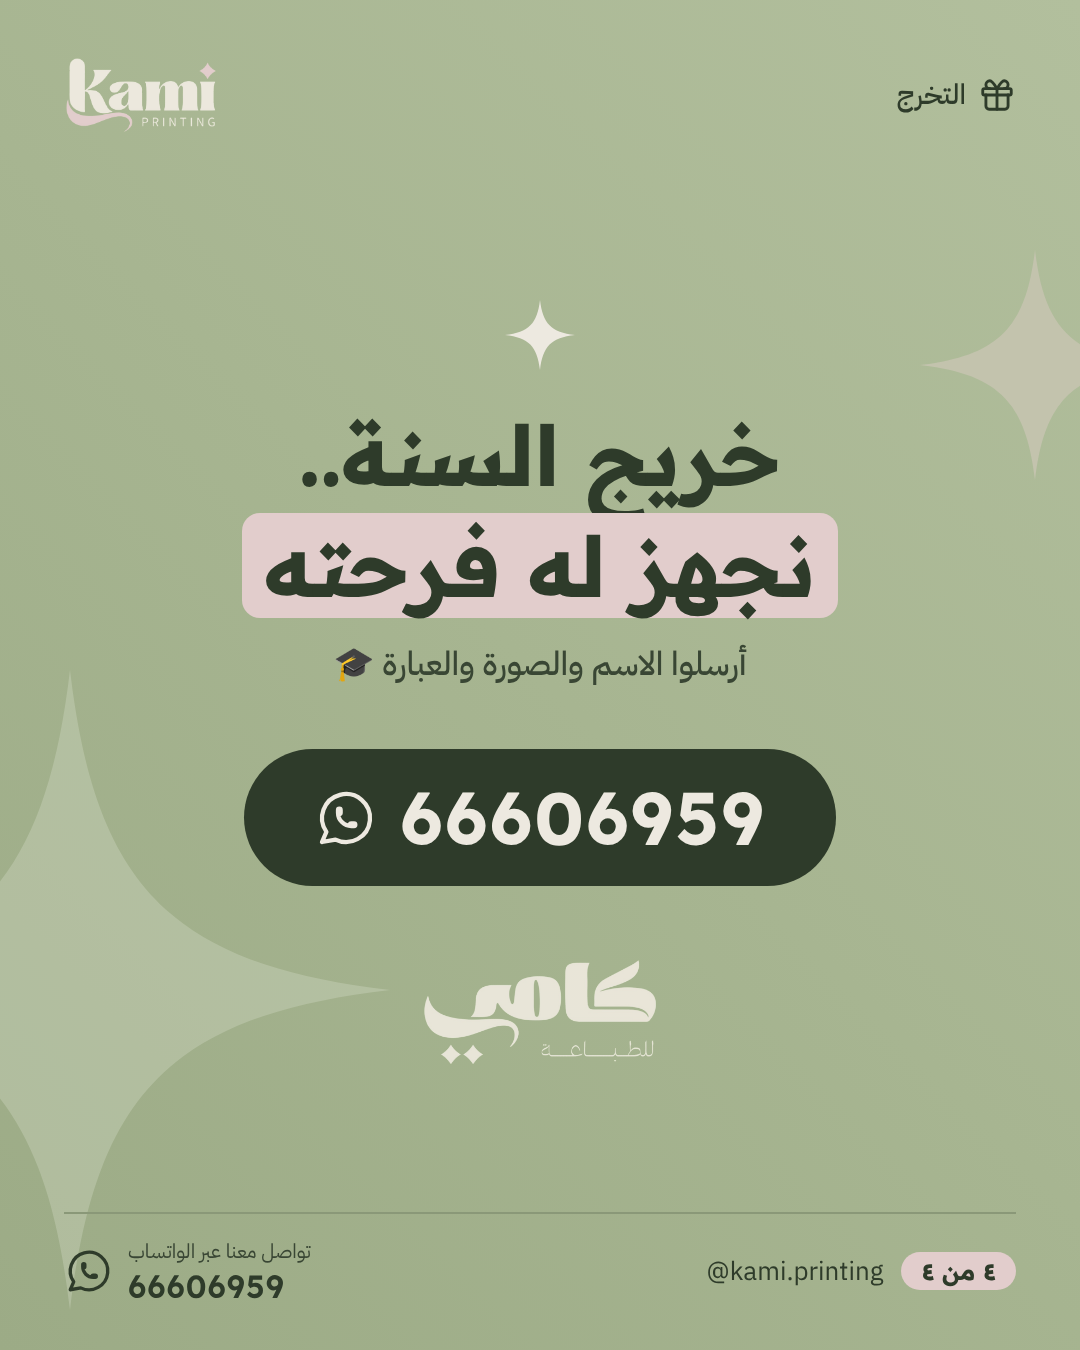 Kami
PRINTING
التخرج
خريج السنة..
نجهز له فرحته
أرسلوا الاسم والصورة والعبارة 🎓
66606959
كامي
للطباعة
تواصل معنا عبر الواتساب
66606959
@kami.printing
٤ من ٤